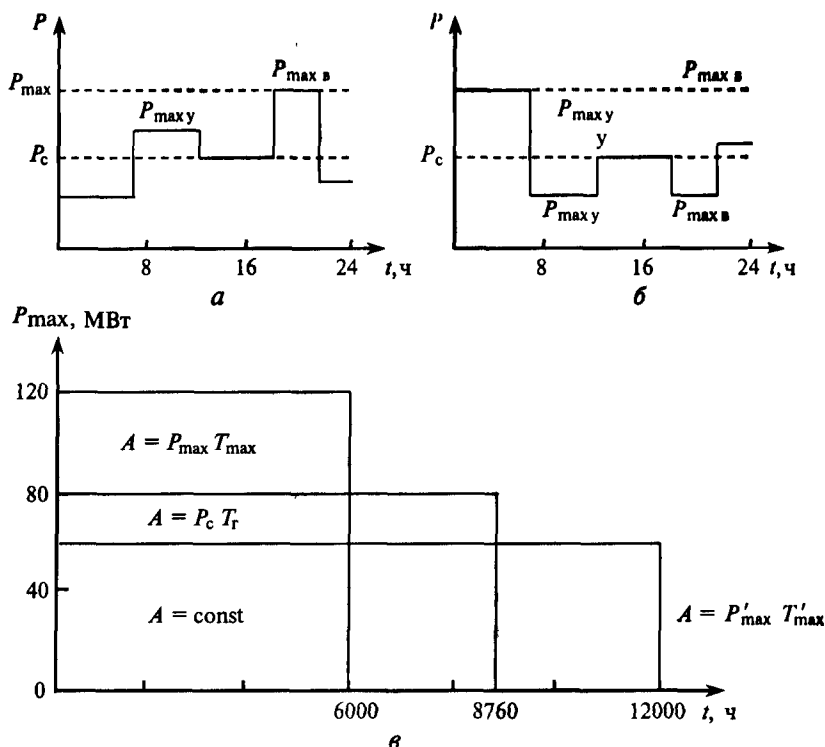 P
P
P_max
P_max в
P_max у
P_c
8
16
24
t, ч
а
P_max в
P_max у
у
P_c
P_max у
P_max в
8
16
24
t, ч
б
P_max, МВт
120
A = P_max T_max
80
A = P_c T_г
40
A = const
A = P'_max T'_max
0
6000
8760
12000
t, ч
в